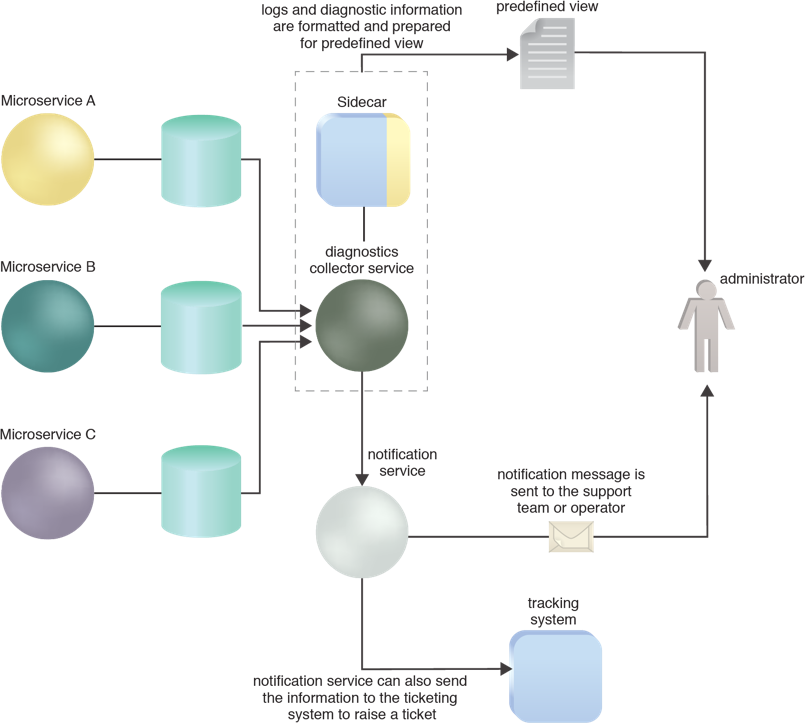 logs and diagnostic information
are formatted and prepared
for predefined view
predefined view
Microservice A
Sidecar
diagnostics
collector service
Microservice B
administrator
Microservice C
notification
service
notification message is
sent to the support
team or operator
tracking
system
notification service can also send
the information to the ticketing
system to raise a ticket